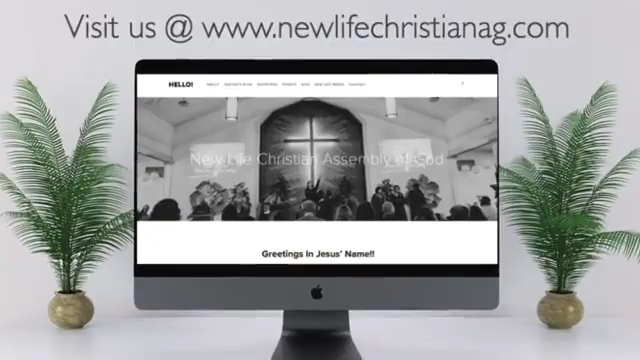 Visit us @ www.newlifechristianag.com
HELLO!
New Life Christian Assembly of God
Greetings In Jesus' Name!!